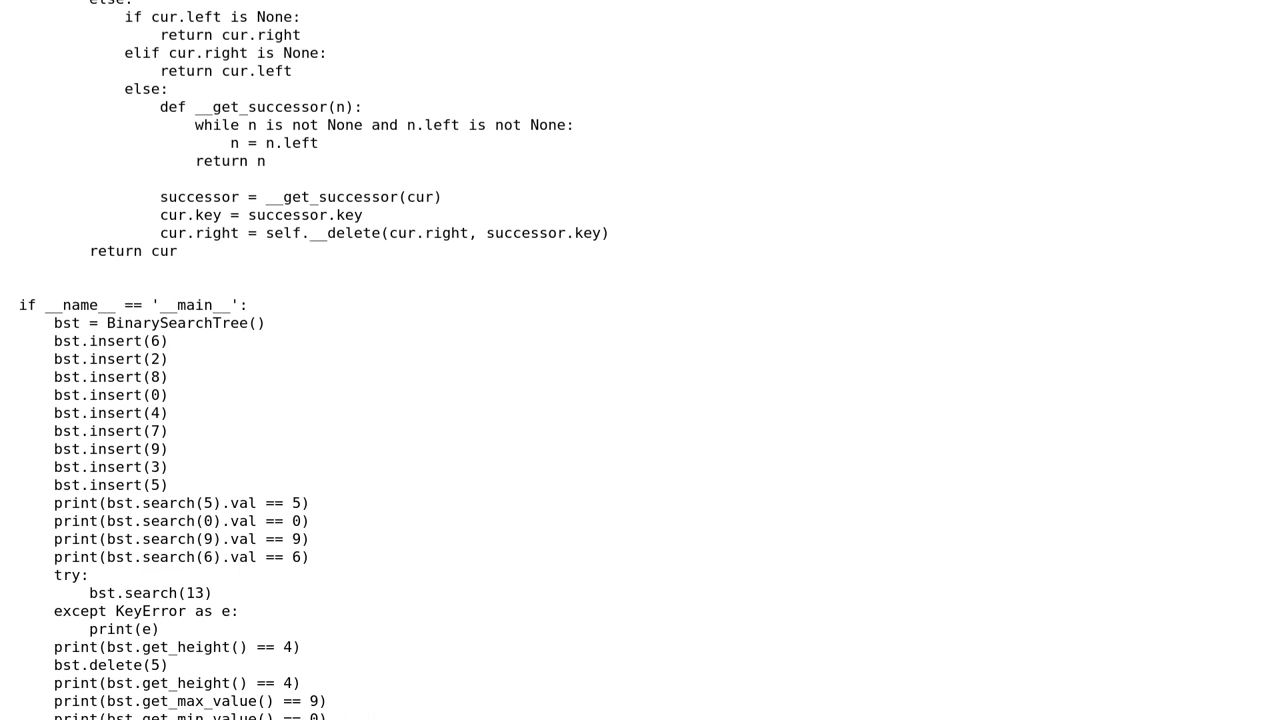 else:
            if cur.left is None:
                return cur.right
            elif cur.right is None:
                return cur.left
            else:
                def __get_successor(n):
                    while n is not None and n.left is not None:
                        n = n.left
                    return n

                successor = __get_successor(cur)
                cur.key = successor.key
                cur.right = self.__delete(cur.right, successor.key)
        return cur


if __name__ == '__main__':
    bst = BinarySearchTree()
    bst.insert(6)
    bst.insert(2)
    bst.insert(8)
    bst.insert(0)
    bst.insert(4)
    bst.insert(7)
    bst.insert(9)
    bst.insert(3)
    bst.insert(5)
    print(bst.search(5).val == 5)
    print(bst.search(0).val == 0)
    print(bst.search(9).val == 9)
    print(bst.search(6).val == 6)
    try:
        bst.search(13)
    except KeyError as e:
        print(e)
    print(bst.get_height() == 4)
    bst.delete(5)
    print(bst.get_height() == 4)
    print(bst.get_max_value() == 9)
    print(bst.get_min_value() == 0)